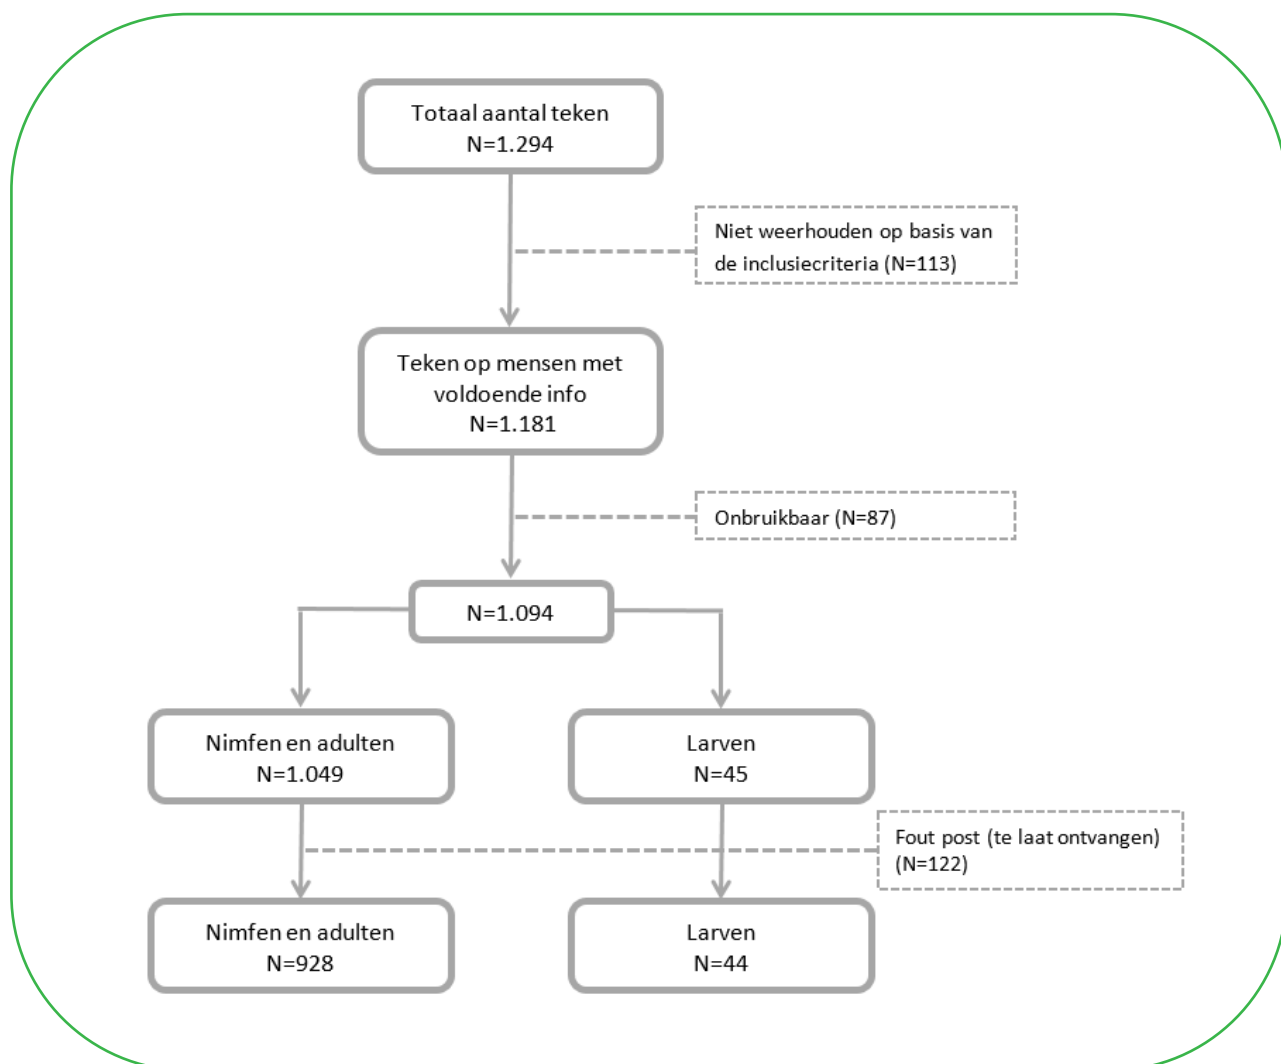 Totaal aantal teken
N=1.294
Niet weerhouden op basis van
de inclusiecriteria (N=113)
Teken op mensen met
voldoende info
N=1.181
Onbruikbaar (N=87)
N=1.094
Nimfen en adulten
N=1.049
Larven
N=45
Fout post (te laat ontvangen)
(N=122)
Nimfen en adulten
N=928
Larven
N=44